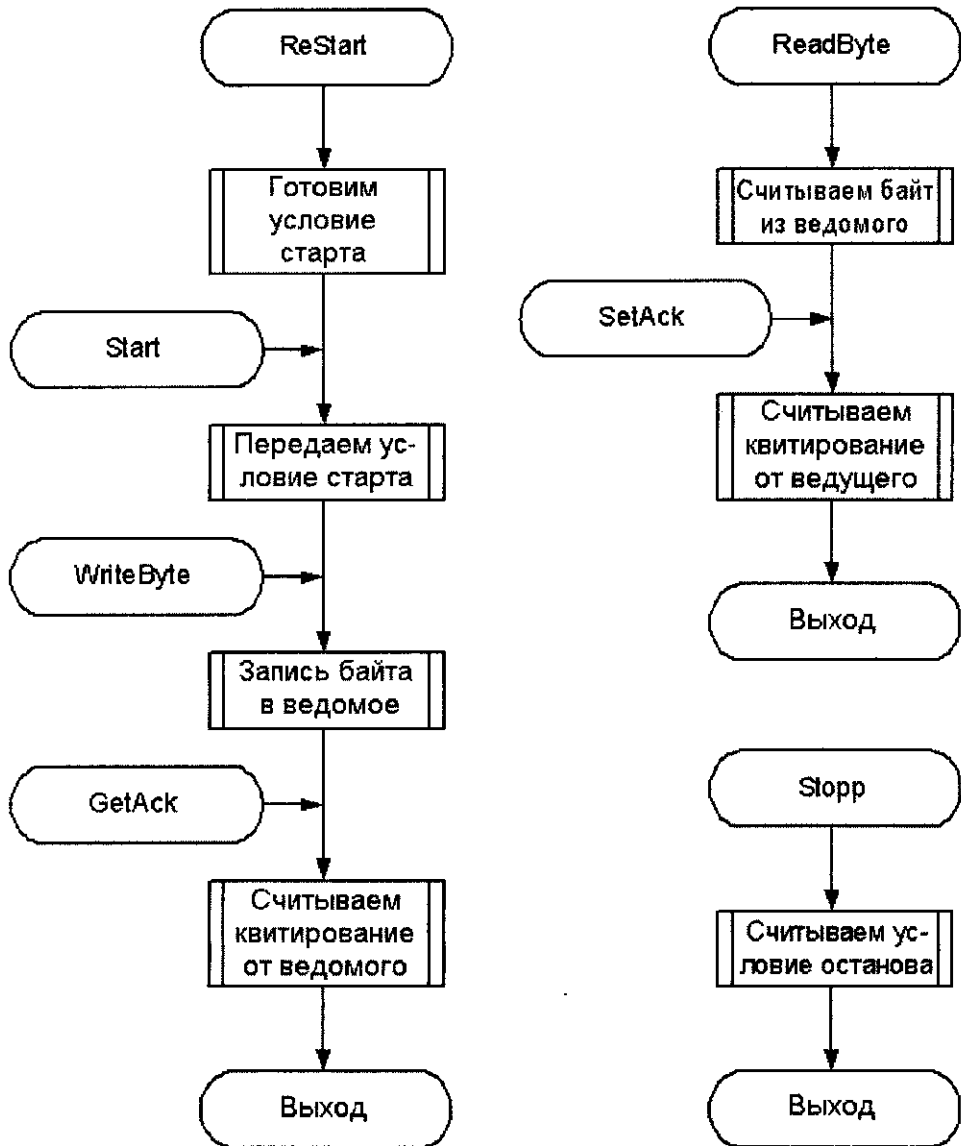 ReStart
Готовим
условие
старта
Start
Передаем ус-
ловие старта
WriteByte
Запись байта
в ведомое
GetAck
Считываем
квитирование
от ведомого
Выход
ReadByte
Считываем байт
из ведомого
SetAck
Считываем
квитирование
от ведущего
Выход
Stopp
Считываем ус-
ловие останова
Выход